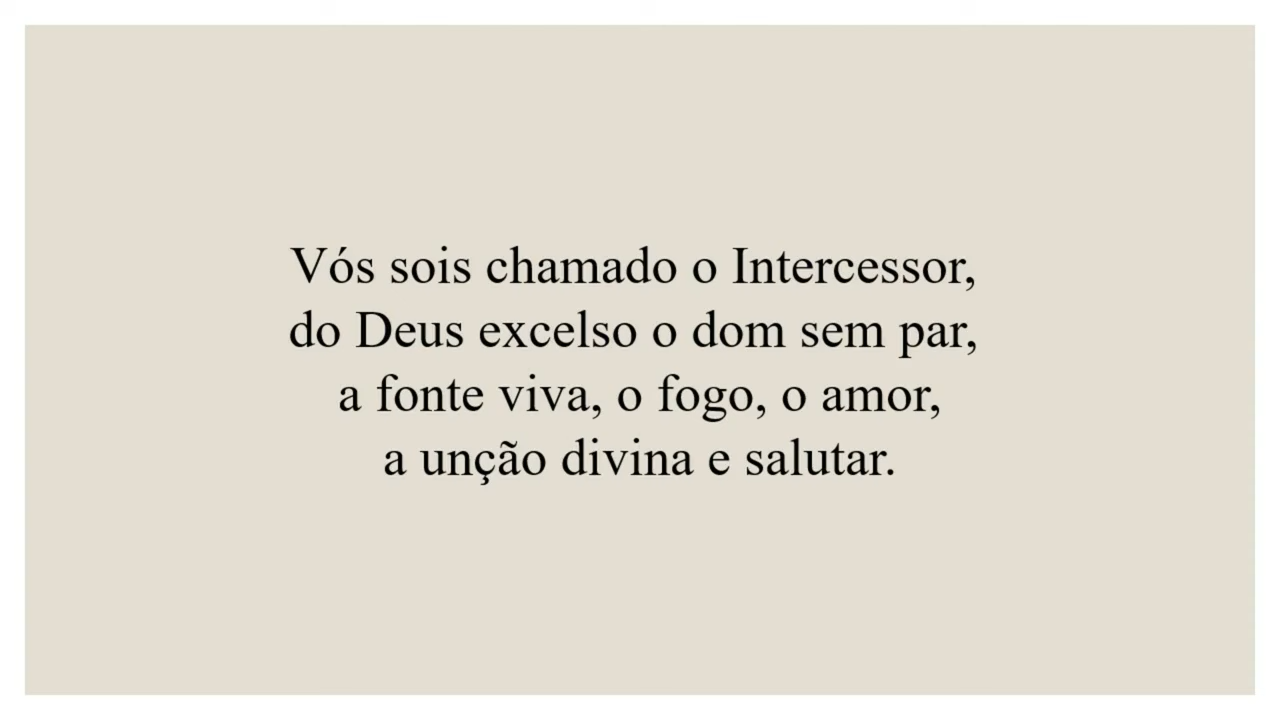 Vós sois chamado o Intercessor,
do Deus excelso o dom sem par,
a fonte viva, o fogo, o amor,
a unção divina e salutar.